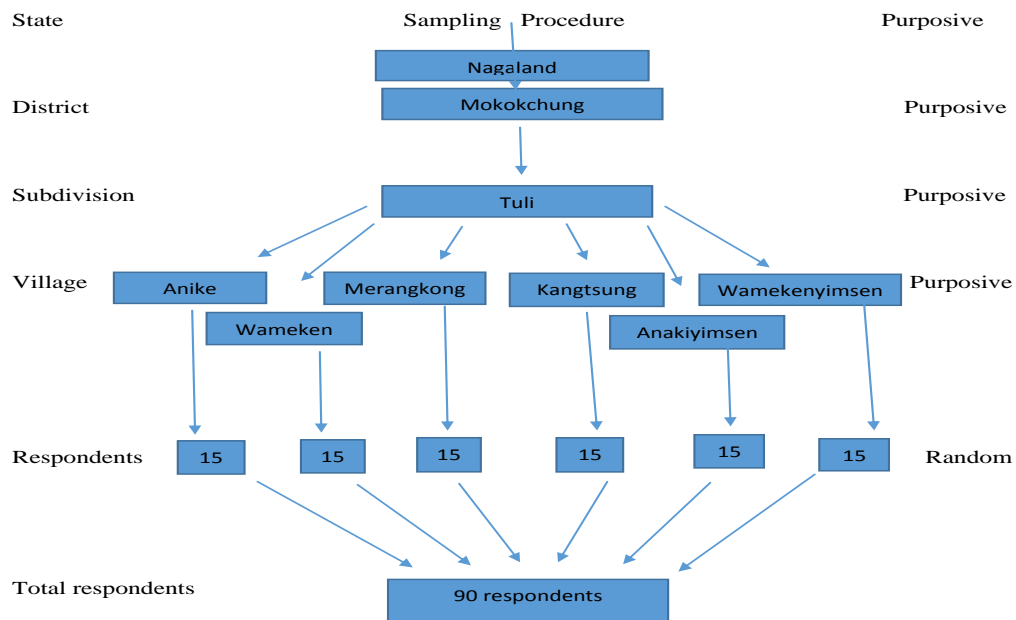 State Sampling Procedure Purposive
Nagaland
District Mokokchung Purposive
Subdivision Tuli Purposive
Village Anike Merangkong Kangtsung Wamekenyimsen Purposive
Wameken Anakiyimsen
Respondents 15 15 15 15 15 15 Random
Total respondents 90 respondents